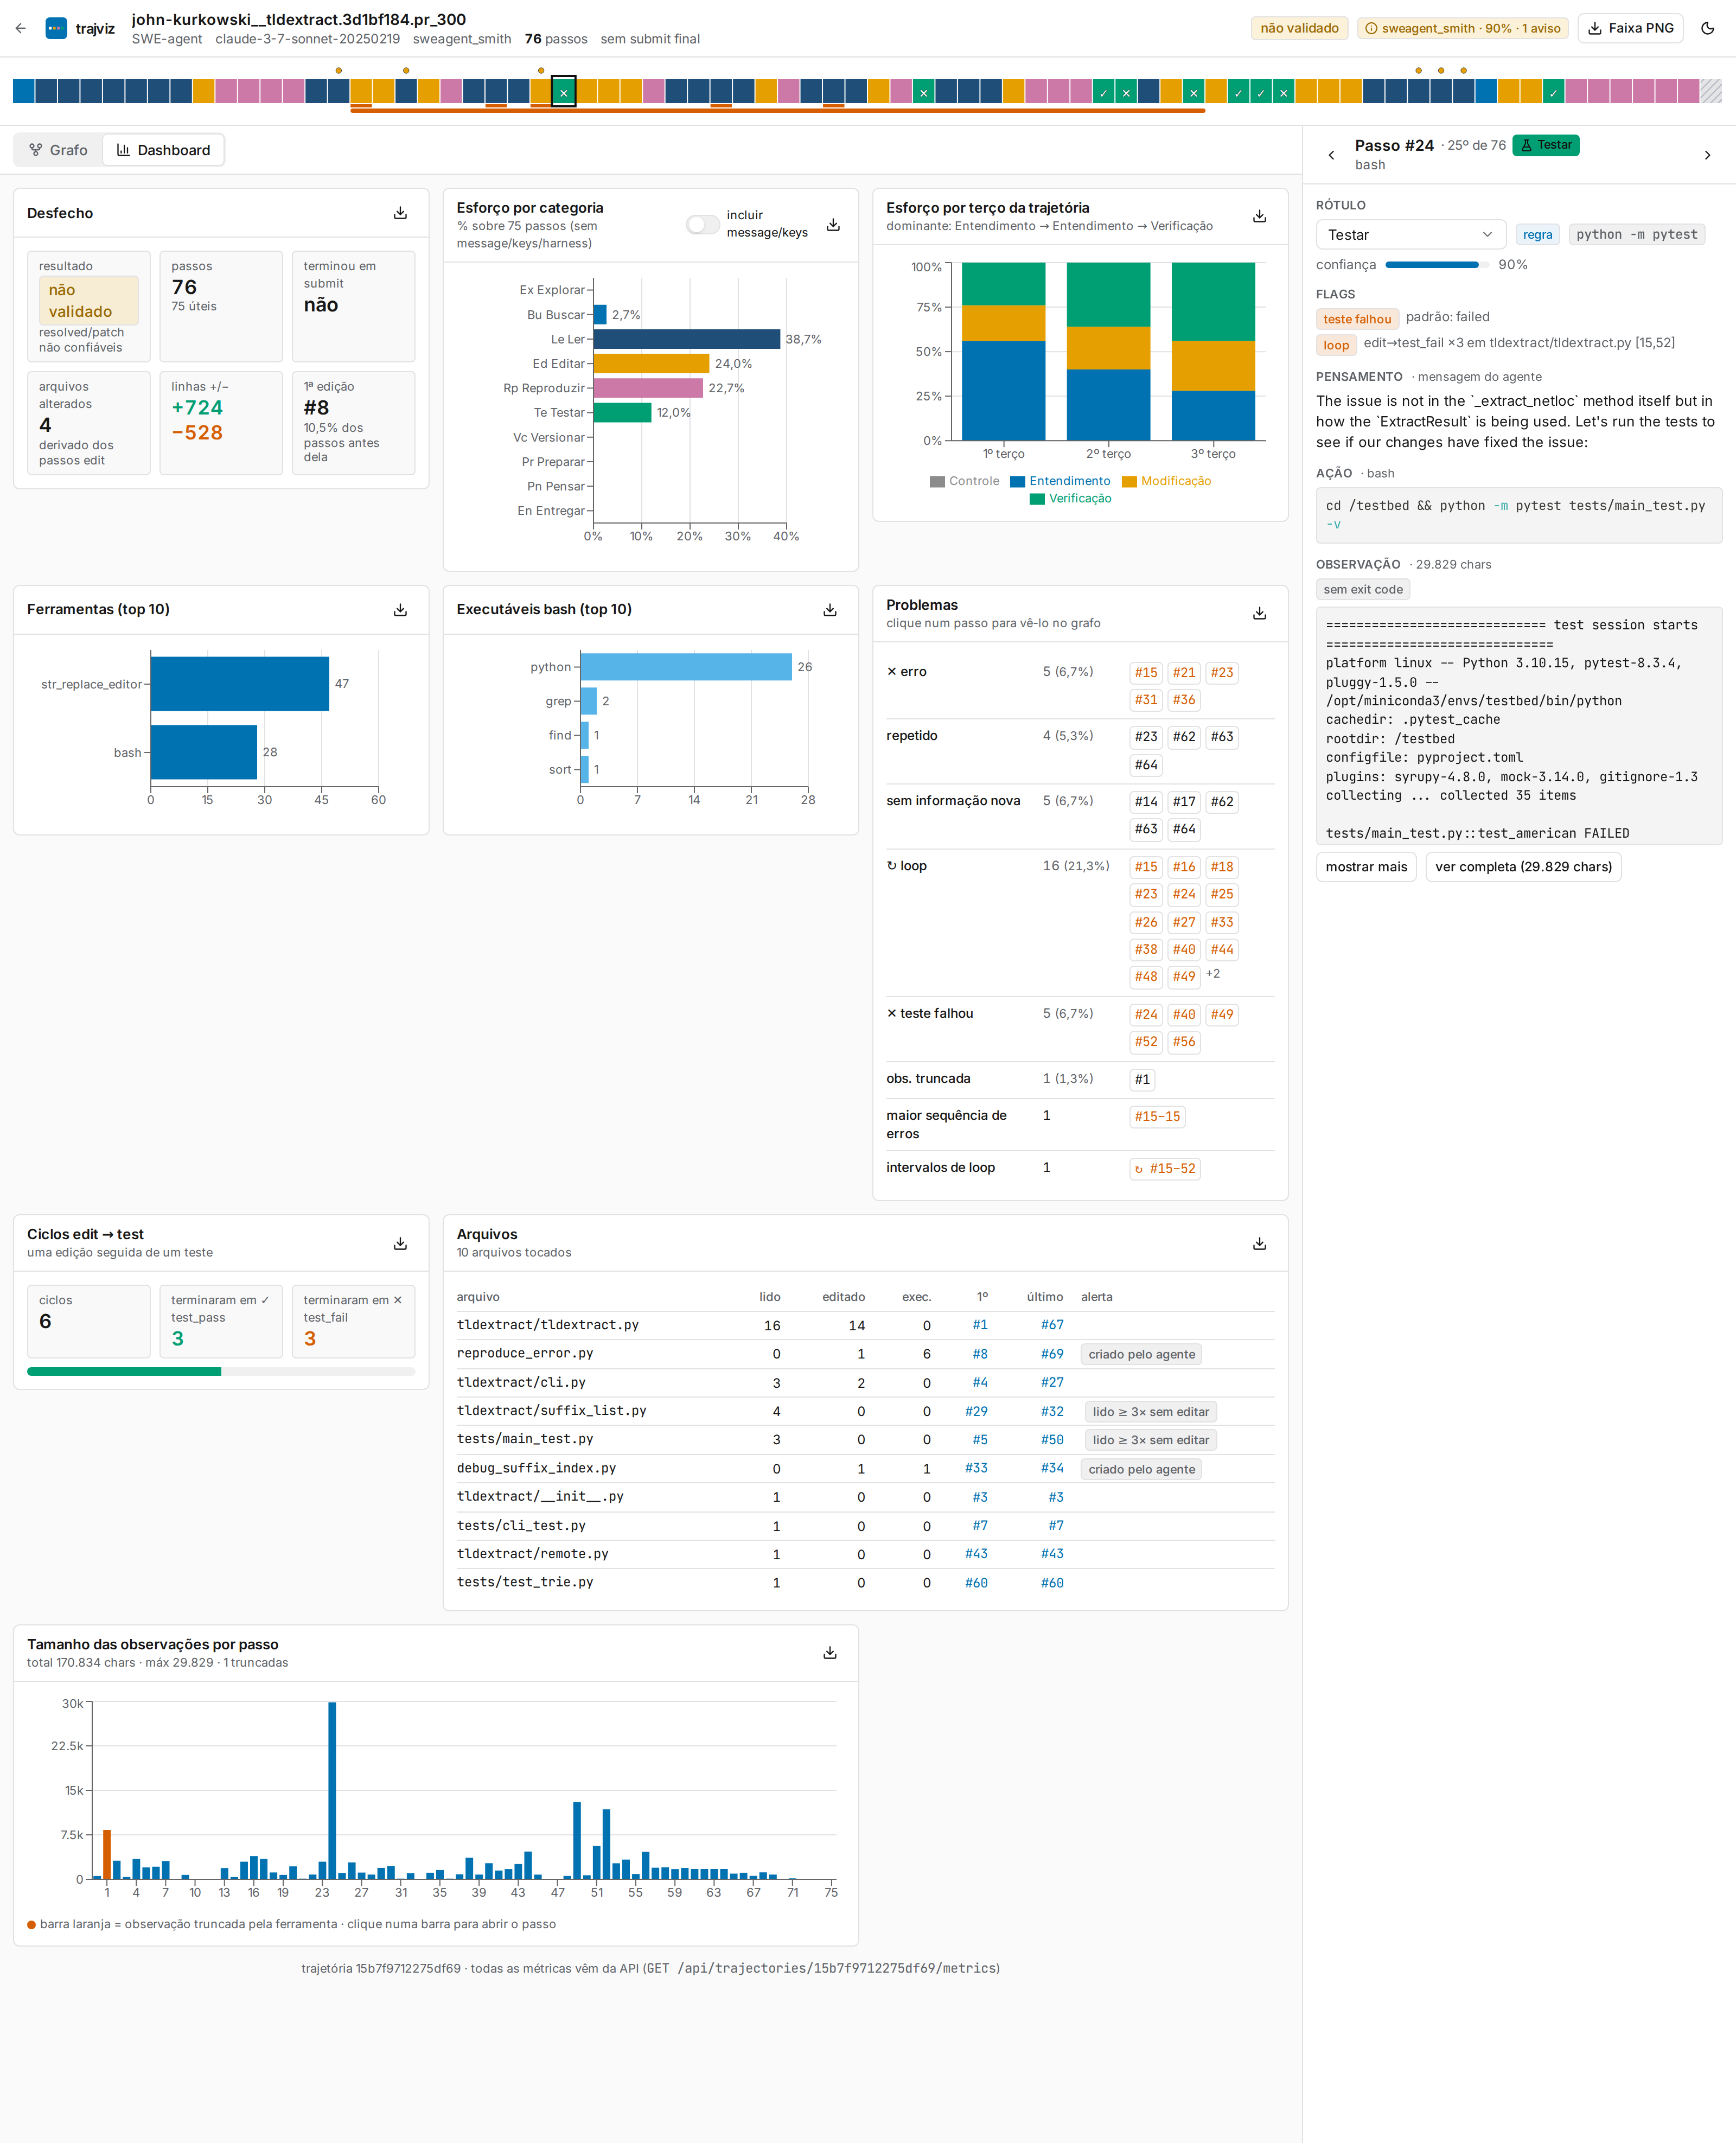 trajviz
john-kurkowski__tldextract.3d1bf184.pr_300
SWE-agent claude-3-7-sonnet-20250219 sweagent_smith 76 passos sem submit final
não validado
sweagent_smith · 90% · 1 aviso
Faixa PNG
Grafo
Dashboard
Desfecho
resultado
não validado
resolved/patch
não confiáveis
passos
76
75 úteis
terminou em
submit
não
arquivos
alterados
4
derivado dos
passos edit
linhas +/−
+724
−528
1ª edição
#8
10,5% dos
passos antes
dela
Esforço por categoria
% sobre 75 passos (sem
message/keys/harness)
incluir
message/keys
Ex Explorar
Bu Buscar 2,7%
Le Ler 38,7%
Ed Editar 24,0%
Rp Reproduzir 22,7%
Te Testar 12,0%
Vc Versionar
Pr Preparar
Pn Pensar
En Entregar
0% 10% 20% 30% 40%
Esforço por terço da trajetória
dominante: Entendimento → Entendimento → Verificação
100%
75%
50%
25%
0%
1º terço 2º terço 3º terço
Controle Entendimento Modificação
Verificação
Ferramentas (top 10)
str_replace_editor 47
bash 28
0 15 30 45 60
Executáveis bash (top 10)
python 26
grep 2
find 1
sort 1
0 7 14 21 28
Problemas
clique num passo para vê-lo no grafo
✕ erro 5 (6,7%) #15 #21 #23
#31 #36
repetido 4 (5,3%) #23 #62 #63
#64
sem informação nova 5 (6,7%) #14 #17 #62
#63 #64
↻ loop 16 (21,3%) #15 #16 #18
#23 #24 #25
#26 #27 #33
#38 #40 #44
#48 #49 +2
✕ teste falhou 5 (6,7%) #24 #40 #49
#52 #56
obs. truncada 1 (1,3%) #1
maior sequência de
erros 1 #15–15
intervalos de loop 1 ↻ #15–52
Ciclos edit → test
uma edição seguida de um teste
ciclos
6
terminaram em ✓
test_pass
3
terminaram em ✕
test_fail
3
Arquivos
10 arquivos tocados
arquivo lido editado exec. 1º último alerta
tldextract/tldextract.py 16 14 0 #1 #67
reproduce_error.py 0 1 6 #8 #69 criado pelo agente
tldextract/cli.py 3 2 0 #4 #27
tldextract/suffix_list.py 4 0 0 #29 #32 lido ≥ 3× sem editar
tests/main_test.py 3 0 0 #5 #50 lido ≥ 3× sem editar
debug_suffix_index.py 0 1 1 #33 #34 criado pelo agente
tldextract/__init__.py 1 0 0 #3 #3
tests/cli_test.py 1 0 0 #7 #7
tldextract/remote.py 1 0 0 #43 #43
tests/test_trie.py 1 0 0 #60 #60
Tamanho das observações por passo
total 170.834 chars · máx 29.829 · 1 truncadas
30k
22.5k
15k
7.5k
0
1 4 7 10 13 16 19 23 27 31 35 39 43 47 51 55 59 63 67 71 75
barra laranja = observação truncada pela ferramenta · clique numa barra para abrir o passo
trajetória 15b7f9712275df69 · todas as métricas vêm da API (GET /api/trajectories/15b7f9712275df69/metrics)
Passo #24 · 25º de 76 Testar
bash
RÓTULO
Testar regra python -m pytest
confiança 90%
FLAGS
teste falhou padrão: failed
loop edit→test_fail ×3 em tldextract/tldextract.py [15,52]
PENSAMENTO · mensagem do agente
The issue is not in the `_extract_netloc` method itself but in
how the `ExtractResult` is being used. Let's run the tests to
see if our changes have fixed the issue:
AÇÃO · bash
cd /testbed && python -m pytest tests/main_test.py
-v
OBSERVAÇÃO · 29.829 chars
sem exit code
============================= test session starts
==============================
platform linux -- Python 3.10.15, pytest-8.3.4,
pluggy-1.5.0 --
/opt/miniconda3/envs/testbed/bin/python
cachedir: .pytest_cache
rootdir: /testbed
configfile: pyproject.toml
plugins: syrupy-4.8.0, mock-3.14.0, gitignore-1.3
collecting ... collected 35 items
tests/main_test.py::test_american FAILED
mostrar mais
ver completa (29.829 chars)